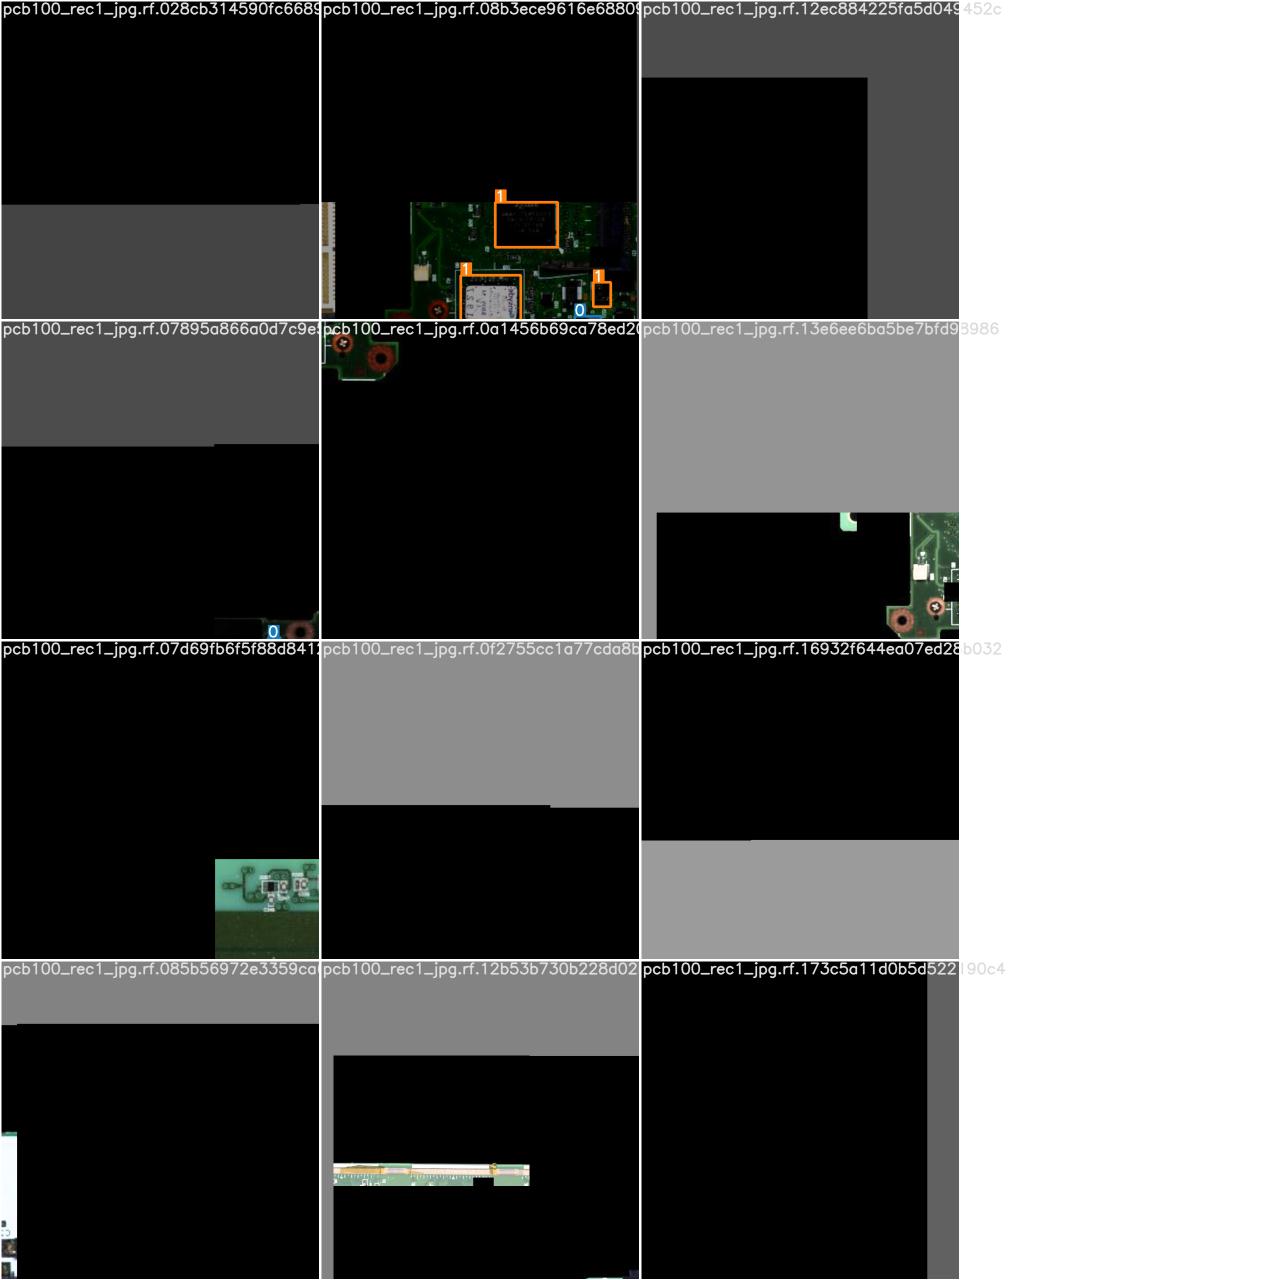 pcb100_rec1_jpg.rf.028cb314590fc6689
pcb100_rec1_jpg.rf.08b3ece9616e68809
pcb100_rec1_jpg.rf.12ec884225fa5d049452c
1
1
1
0
pcb100_rec1_jpg.rf.07895a866a0d7c9e
pcb100_rec1_jpg.rf.0a1456b69ca78ed20
pcb100_rec1_jpg.rf.13e6ee6ba5be7bfd98986
0
pcb100_rec1_jpg.rf.07d69fb6f5f88d841
pcb100_rec1_jpg.rf.0f2755cc1a77cda8b
pcb100_rec1_jpg.rf.16932f644ea07ed28b032
pcb100_rec1_jpg.rf.085b56972e3359ca
pcb100_rec1_jpg.rf.12b53b730b228d02
pcb100_rec1_jpg.rf.173c5a11d0b5d522190c4